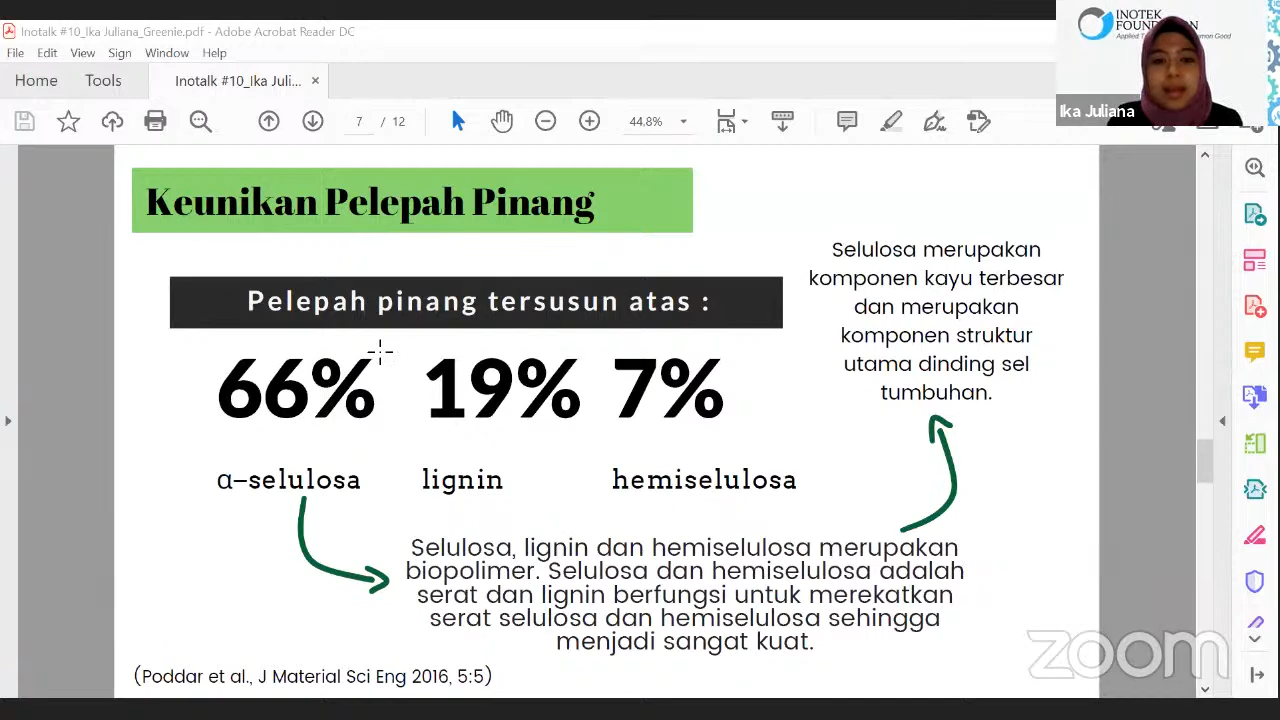 Inotalk #10_Ika Juliana_Greenie.pdf - Adobe Acrobat Reader DC
File Edit View Sign Window Help
Home Tools Inotalk #10_Ika Juli... ×
7 / 12 44,8%
INOTEK
FOUNDATION
Ika Juliana
Keunikan Pelepah Pinang
Pelepah pinang tersusun atas :
66% 19% 7%
α–selulosa lignin hemiselulosa
Selulosa merupakan
komponen kayu terbesar
dan merupakan
komponen struktur
utama dinding sel
tumbuhan.
Selulosa, lignin dan hemiselulosa merupakan
biopolimer. Selulosa dan hemiselulosa adalah
serat dan lignin berfungsi untuk merekatkan
serat selulosa dan hemiselulosa sehingga
menjadi sangat kuat.
(Poddar et al., J Material Sci Eng 2016, 5:5)
zoom